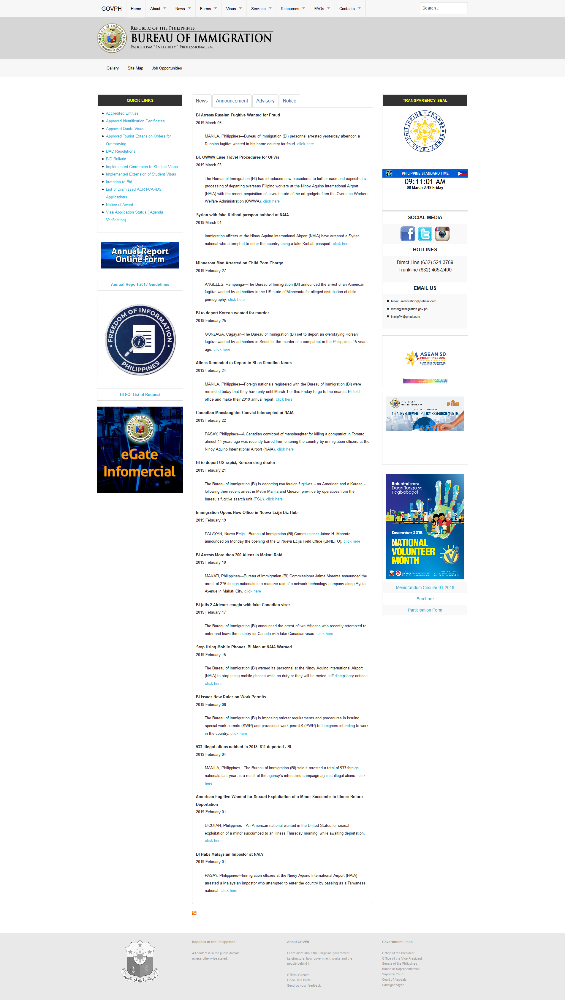 GOVPH
Home
About
News
Forms
Visas
Services
Resources
FAQs
Contacts
Search ...
BUREAU OF IMMIGRATION
DEPARTMENT OF JUSTICE
REPUBLIC OF THE PHILIPPINES
BUREAU OF IMMIGRATION
PATRIOTISM * INTEGRITY * PROFESSIONALISM
Gallery
Site Map
Job Opportunities
QUICK LINKS
Accredited Entities
Approved Identification Certificates
Approved Quota Visas
Approved Tourist Extension Orders for
Overstaying
BAC Resolutions
BID Bulletin
Implemented Conversion to Student Visas
Implemented Extension of Student Visas
Invitation to Bid
List of Dismissed ACR I-CARDS
Applications
Notice of Award
Visa Application Status ( Agenda
Verification)
Annual Report
Online Form
Annual Report 2018 Guidelines
FREEDOM OF INFORMATION
PHILIPPINES
BI FOI List of Request
BUREAU OF IMMIGRATION
DEPARTMENT OF JUSTICE
eGate
Infomercial
News
Announcement
Advisory
Notice
BI Arrests Russian Fugitive Wanted for Fraud
2019 March 06
MANILA, Philippines—Bureau of Immigration (BI) personnel arrested yesterday afternoon a
Russian fugitive wanted in his home country for fraud. click here
BI, OWWA Ease Travel Procedures for OFWs
2019 March 05
The Bureau of Immigration (BI) has introduced new procedures to further ease and expedite its
processing of departing overseas Filipino workers at the Ninoy Aquino International Airport
(NAIA) with the recent acquisition of several state-of-the-art gadgets from the Overseas Workers
Welfare Administration (OWWA). click here
Syrian with fake Kiribati passport nabbed at NAIA
2019 March 01
Immigration officers at the Ninoy Aquino International Airport (NAIA) have arrested a Syrian
national who attempted to enter the country using a fake Kiribati passport. click here
Minnesota Man Arrested on Child Porn Charge
2019 February 27
ANGELES, Pampanga—The Bureau of Immigration (BI) announced the arrest of an American
fugitive wanted by authorities in the US state of Minnesota for alleged distribution of child
pornography. click here
BI to deport Korean wanted for murder
2019 February 25
GONZAGA, Cagayan--The Bureau of Immigration (BI) set to deport an overstaying Korean
fugitive wanted by authorities in Seoul for the murder of a compatriot in the Philippines 15 years
ago. click here
Aliens Reminded to Report to BI as Deadline Nears
2019 February 24
MANILA, Philippines—Foreign nationals registered with the Bureau of Immigration (BI) were
reminded today that they have only until March 1 or this Friday to go to the nearest BI field
office and make their 2019 annual report. click here
Canadian Manslaughter Convict Intercepted at NAIA
2019 February 22
PASAY, Philippines—A Canadian convicted of manslaughter for killing a compatriot in Toronto
almost 14 years ago was recently barred from entering the country by immigration officers at the
Ninoy Aquino International Airport (NAIA). click here
BI to deport US rapist, Korean drug dealer
2019 February 21
The Bureau of Immigration (BI) is deporting two foreign fugitives – an American and a Korean –
following their recent arrest in Metro Manila and Quezon province by operatives from the
bureau's fugitive search unit (FSU). click here
Immigration Opens New Office in Nueva Ecija Biz Hub
2019 February 19
PALAYAN, Nueva Ecija—Bureau of Immigration (BI) Commissioner Jaime H. Morente
announced on Monday the opening of the BI Nueva Ecija Field Office (BI-NEFO). click here
BI Arrests More than 200 Aliens in Makati Raid
2019 February 19
MAKATI, Philippines—Bureau of Immigration (BI) Commissioner Jaime Morente announced the
arrest of 276 foreign nationals in a massive raid of a network technology company along Ayala
Avenue in Makati City. click here
BI jails 2 Africans caught with fake Canadian visas
2019 February 17
The Bureau of Immigration (BI) announced the arrest of two Africans who recently attempted to
enter and leave the country for Canada with fake Canadian visas. click here
Stop Using Mobile Phones, BI Men at NAIA Warned
2019 February 15
The Bureau of Immigration (BI) warned its personnel at the Ninoy Aquino International Airport
(NAIA) to stop using mobile phones while on duty or they will be meted stiff disciplinary actions.
click here
BI Issues New Rules on Work Permits
2019 February 06
The Bureau of Immigration (BI) is imposing stricter requirements and procedures in issuing
special work permits (SWP) and provisional work permitS (PWP) to foreigners intending to work
in the country. click here
533 illegal aliens nabbed in 2018; 611 deported - BI
2019 February 04
MANILA, Philippines—The Bureau of Immigration (BI) said it arrested a total of 533 foreign
nationals last year as a result of the agency's intensified campaign against illegal aliens. click
here
American Fugitive Wanted for Sexual Exploitation of a Minor Succumbs to Illness Before
Deportation
2019 February 01
BICUTAN, Philippines—An American national wanted in the United States for sexual
exploitation of a minor succumbed to an illness Thursday morning, while awaiting deportation.
click here
BI Nabs Malaysian Impostor at NAIA
2019 February 01
PASAY, Philippines—Immigration officers at the Ninoy Aquino International Airport (NAIA)
arrested a Malaysian impostor who attempted to enter the country by passing as a Taiwanese
national. click here
TRANSPARENCY SEAL
PHILIPPINE TRANSPARENCY SEAL
PHILIPPINE STANDARD TIME
09:11:01 AM
08 March 2019 Friday
SOCIAL MEDIA
HOTLINES
Direct Line (632) 524-3769
Trunkline (632) 465-2400
EMAIL US
binoc_immigration@hotmail.com
xinfo@immigration.gov.ph
immigPH@gmail.com
ASEAN 50
PHILIPPINES 2017
PARTNERING FOR CHANGE,
ENGAGING THE WORLD
BUREAU OF IMMIGRATION
pids
16TH DEVELOPMENT POLICY RESEARCH MONTH
Boluntarismo:
Daan Tungo sa
Pagbabago!
December 2018
NATIONAL
VOLUNTEER
MONTH
Memorandum Circular 01-2018
Brochure
Participation Form
REPUBLIKA NG PILIPINAS
Republic of the Philippines
All content is in the public domain
unless otherwise stated.
About GOVPH
Learn more about the Philippine government,
its structure, how government works and the
people behind it.
Official Gazette
Open Data Portal
Send us your feedback
Government Links
Office of the President
Office of the Vice President
Senate of the Philippines
House of Representatives
Supreme Court
Court of Appeals
Sandiganbayan